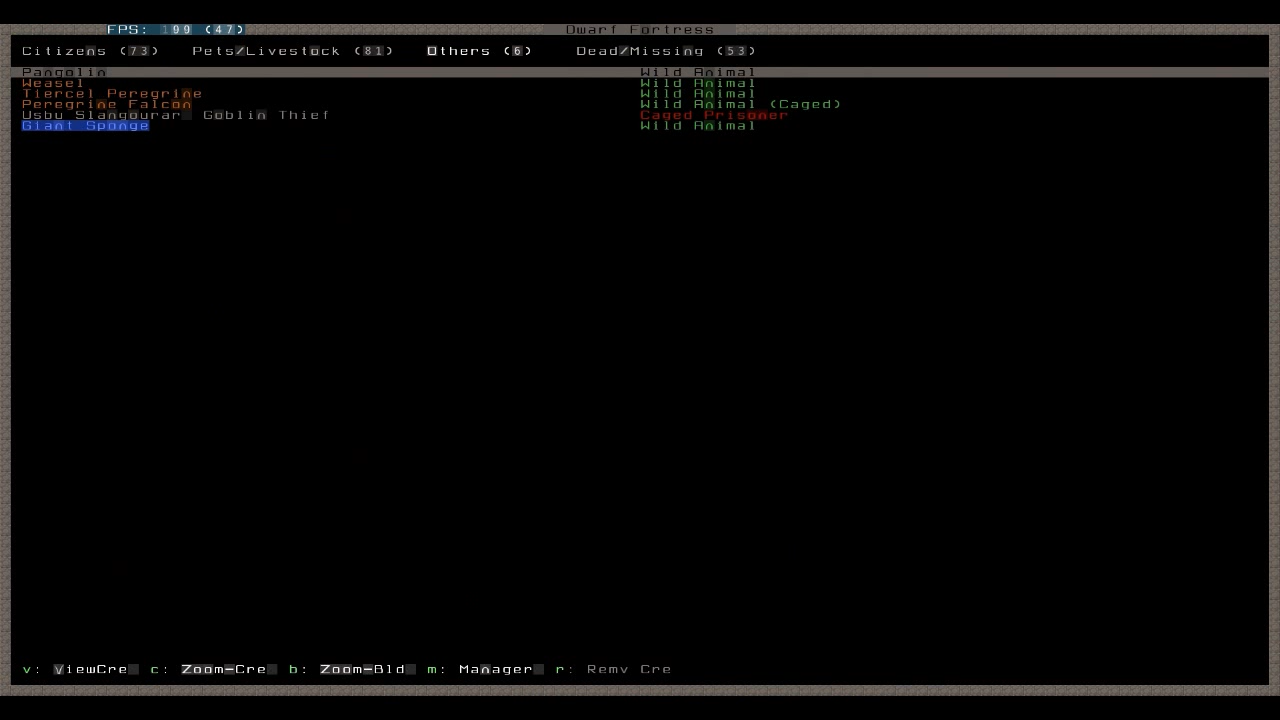 FPS: 199 (47) Dwarf Fortress
Citizens (73) Pets/Livestock (81) Others (6) Dead/Missing (53)
Pangolin Wild Animal
Weasel Wild Animal
Tiercel Peregrine Wild Animal
Peregrine Falcon Wild Animal (Caged)
Usbu Slangourar Goblin Thief Caged Prisoner
Giant Sponge Wild Animal
v: ViewCre c: Zoom-Cre b: Zoom-Bld m: Manager r: Remv Cre